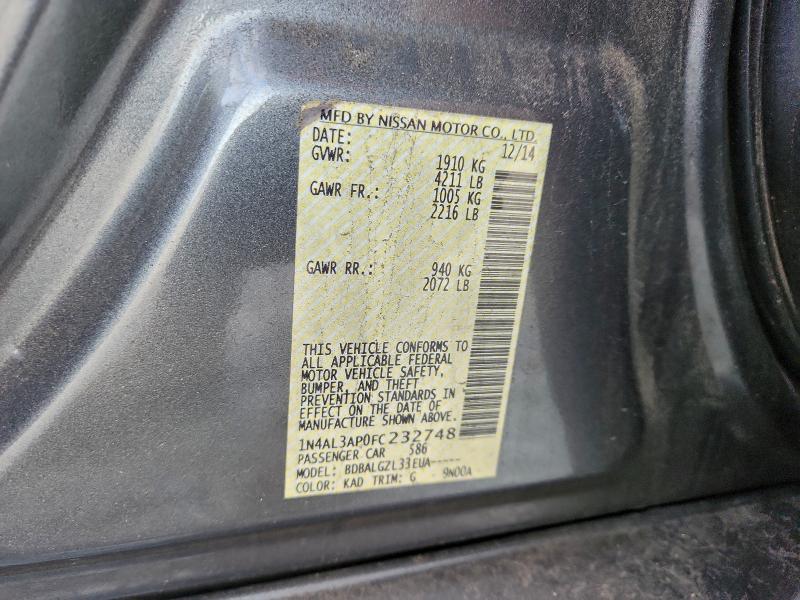 MFD BY NISSAN MOTOR CO., LTD.
DATE: 12/14
GVWR: 1910 KG
4211 LB
GAWR FR.: 1005 KG
2216 LB
GAWR RR.: 940 KG
2072 LB
THIS VEHICLE CONFORMS TO
ALL APPLICABLE FEDERAL
MOTOR VEHICLE SAFETY,
BUMPER, AND THEFT
PREVENTION STANDARDS IN
EFFECT ON THE DATE OF
MANUFACTURE SHOWN ABOVE.
1N4AL3AP0FC232748
PASSENGER CAR 586
MODEL: BDBALGZL33EUA-----
COLOR: KAD TRIM: G 9N00A